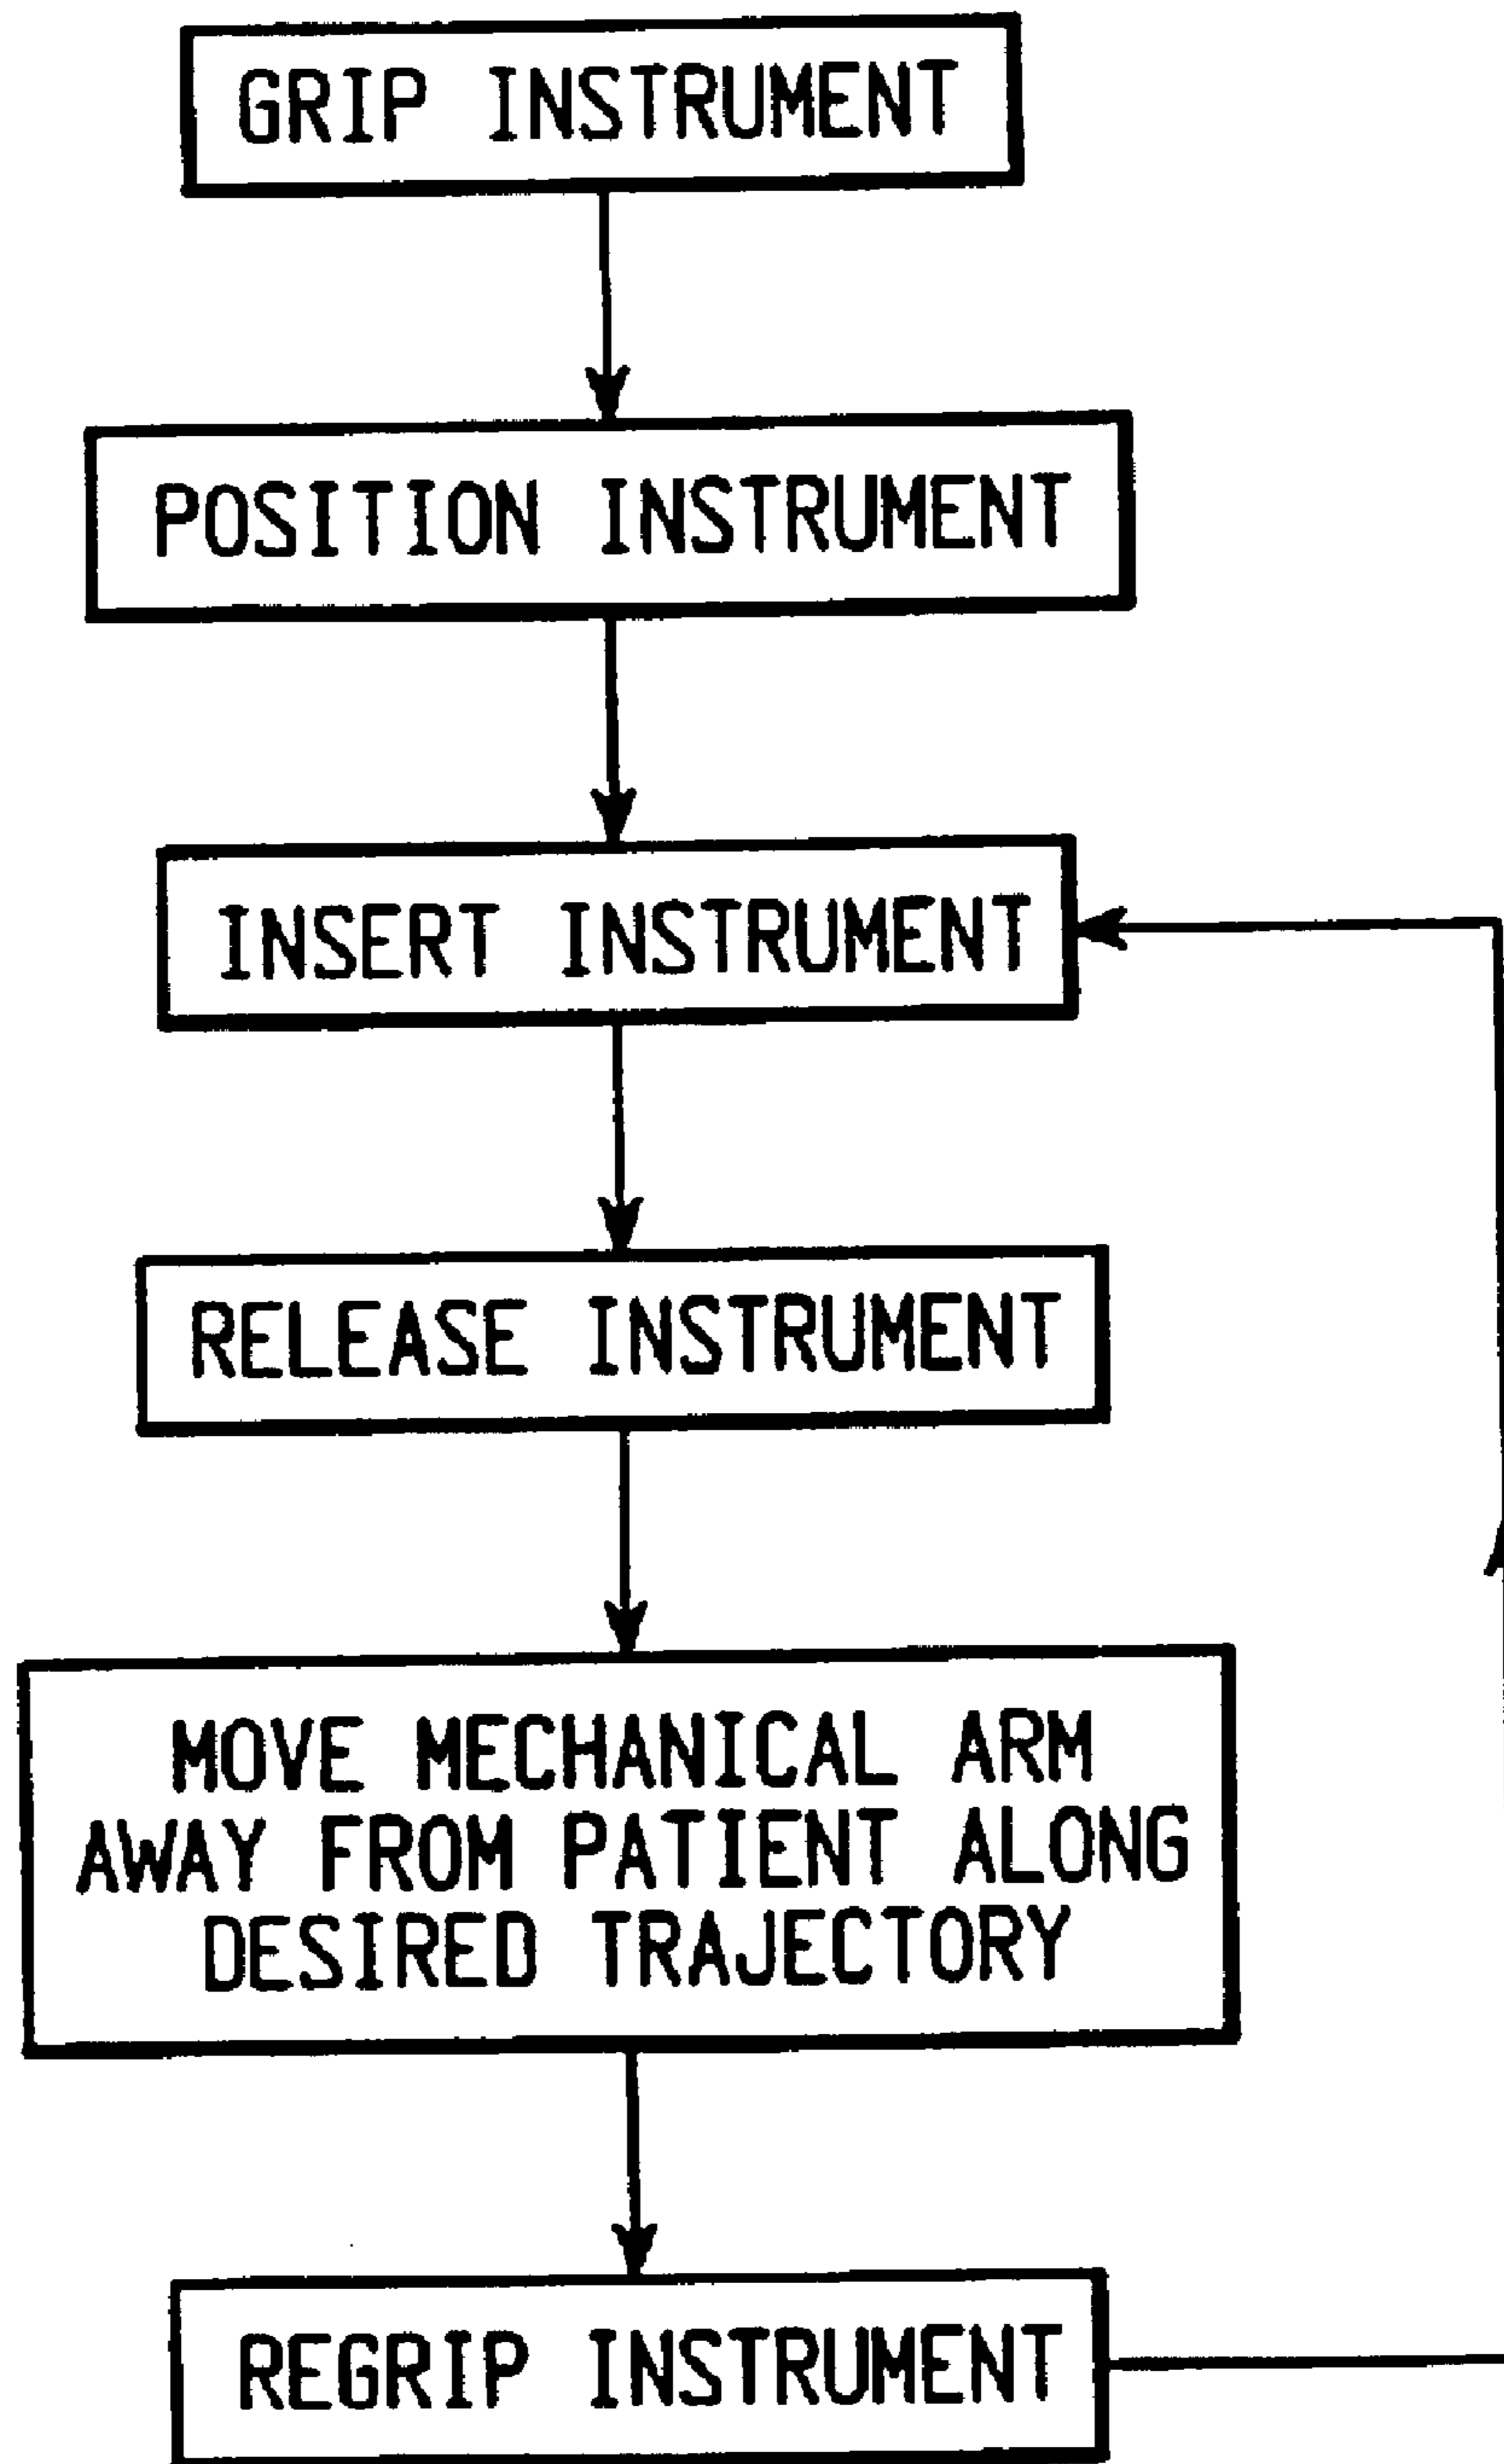 GRIP INSTRUMENT
POSITION INSTRUMENT
INSERT INSTRUMENT
RELEASE INSTRUMENT
MOVE MECHANICAL ARM
AWAY FROM PATIENT ALONG
DESIRED TRAJECTORY
REGRIP INSTRUMENT